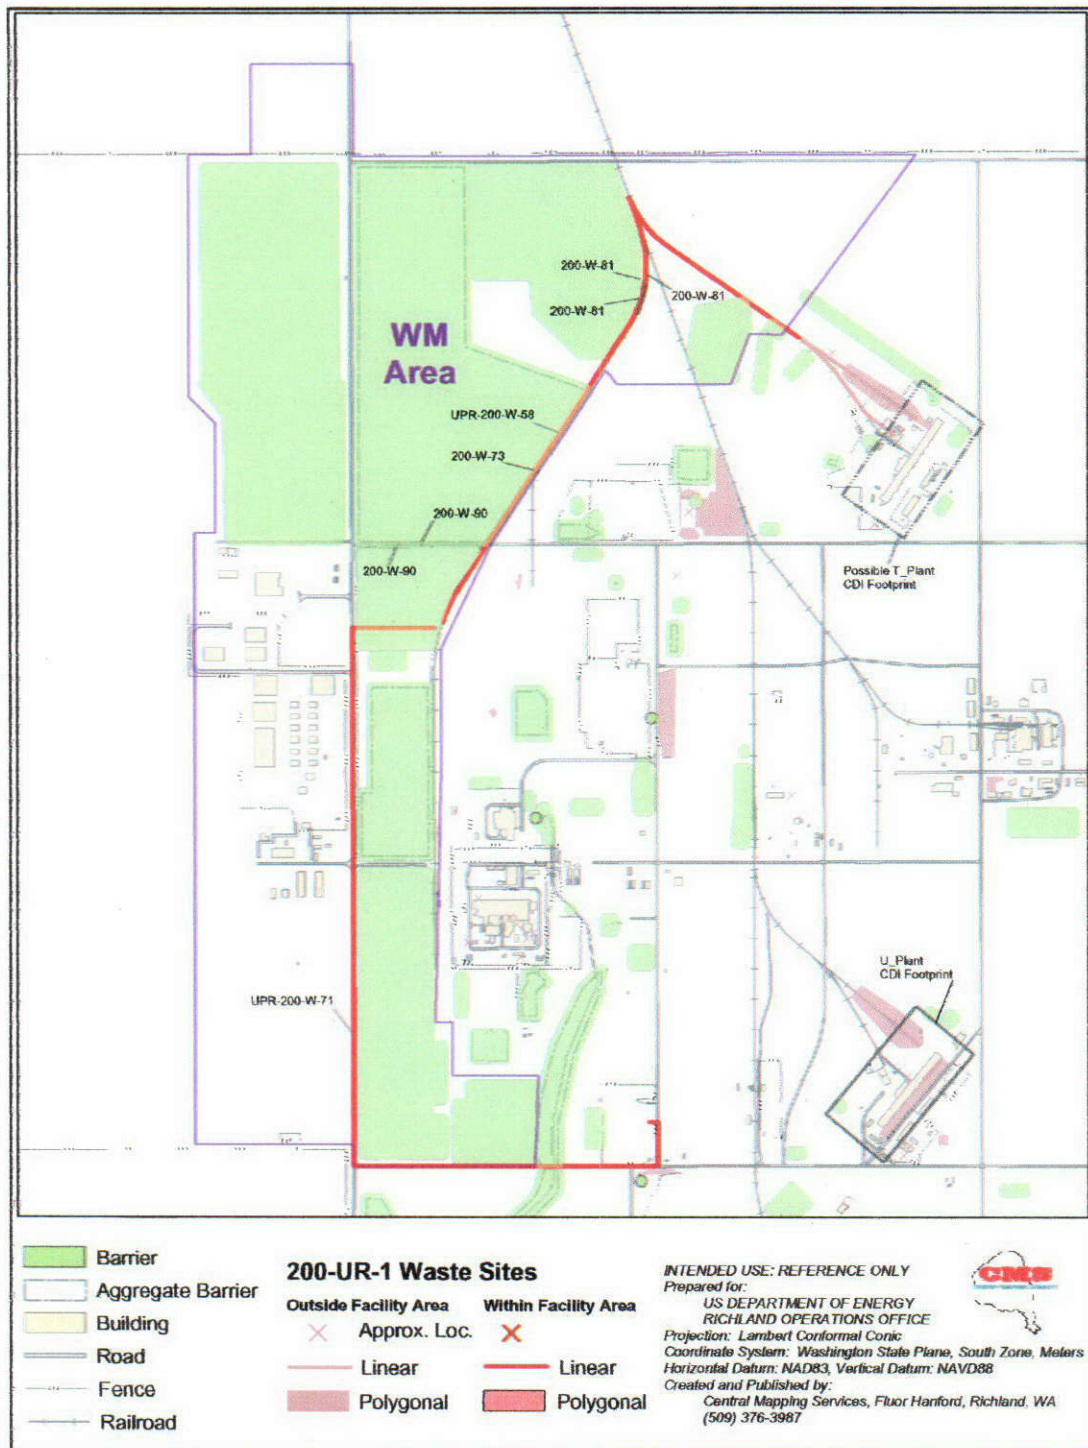 200-W-81
200-W-81
200-W-81
WM
Area
UPR-200-W-58
200-W-73
200-W-90
200-W-90
Possible T_Plant
CDI Footprint
U_Plant
CDI Footprint
UPR-200-W-71
Barrier
Aggregate Barrier
Building
Road
Fence
Railroad
200-UR-1 Waste Sites
Outside Facility Area Within Facility Area
Approx. Loc.
Linear Linear
Polygonal Polygonal
INTENDED USE: REFERENCE ONLY
Prepared for:
US DEPARTMENT OF ENERGY
RICHLAND OPERATIONS OFFICE
Projection: Lambert Conformal Conic
Coordinate System: Washington State Plane, South Zone, Meters
Horizontal Datum: NAD83, Vertical Datum: NAVD88
Created and Published by:
Central Mapping Services, Fluor Hanford, Richland, WA
(509) 376-3987
CMS